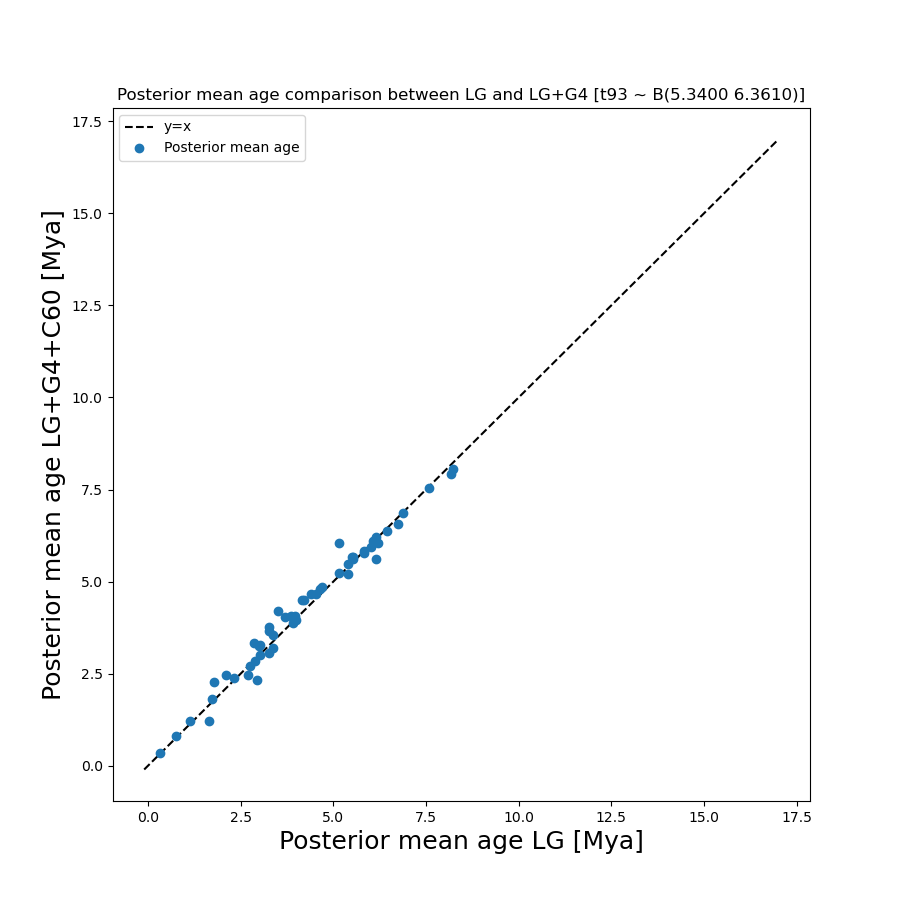 Posterior mean age comparison between LG and LG+G4 [t93 ~ B(5.3400 6.3610)]
y=x
Posterior mean age
Posterior mean age LG+G4+C60 [Mya]
17.5
15.0
12.5
10.0
7.5
5.0
2.5
0.0
0.0 2.5 5.0 7.5 10.0 12.5 15.0 17.5
Posterior mean age LG [Mya]